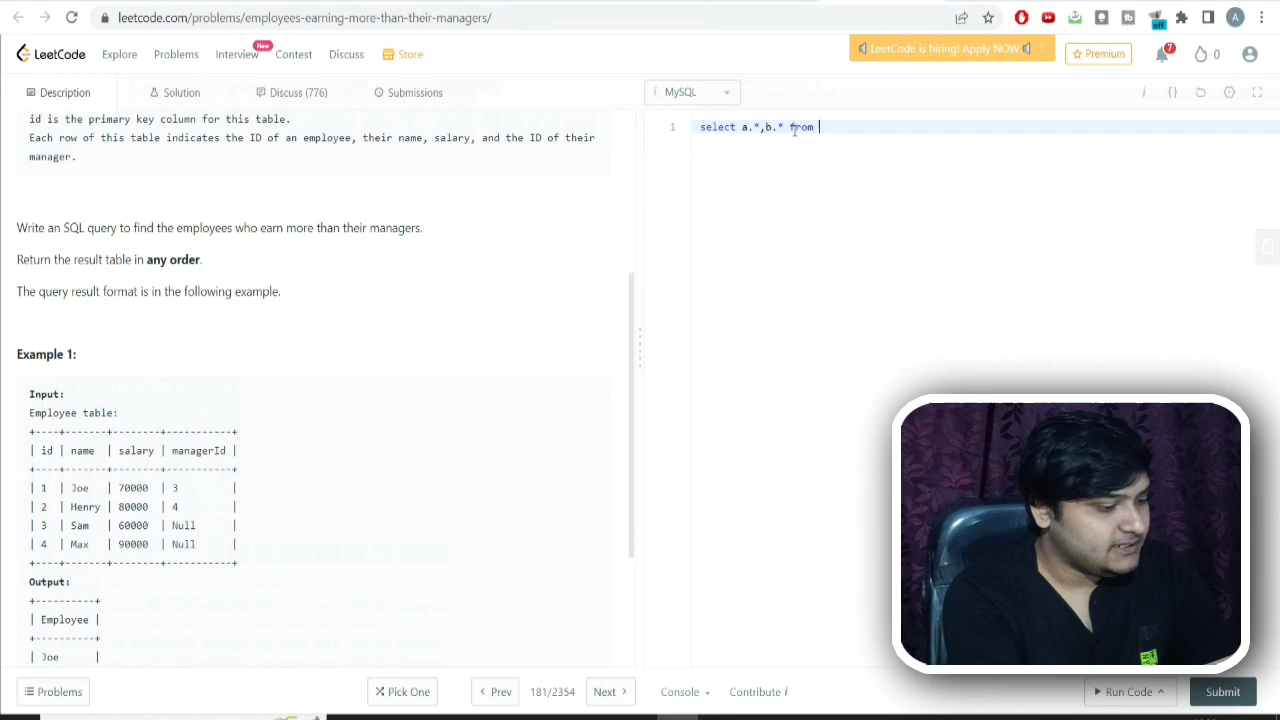 leetcode.com/problems/employees-earning-more-than-their-managers/
off
A
LeetCode
Explore
Problems
Interview
New
Contest
Discuss
Store
LeetCode is hiring! Apply NOW.
Premium
7
0
Description
Solution
Discuss (776)
Submissions
i MySQL
i
{}
id is the primary key column for this table.
Each row of this table indicates the ID of an employee, their name, salary, and the ID of their
manager.
Write an SQL query to find the employees who earn more than their managers.
Return the result table in any order.
The query result format is in the following example.
Example 1:
Input:
Employee table:
+----+-------+--------+-----------+
| id | name | salary | managerId |
+----+-------+--------+-----------+
| 1 | Joe | 70000 | 3 |
| 2 | Henry | 80000 | 4 |
| 3 | Sam | 60000 | Null |
| 4 | Max | 90000 | Null |
+----+-------+--------+-----------+
Output:
+----------+
| Employee |
+----------+
| Joe |
1 select a.*,b.* from
Problems
Pick One
Prev
181/2354
Next
Console
Contribute i
Run Code
Submit